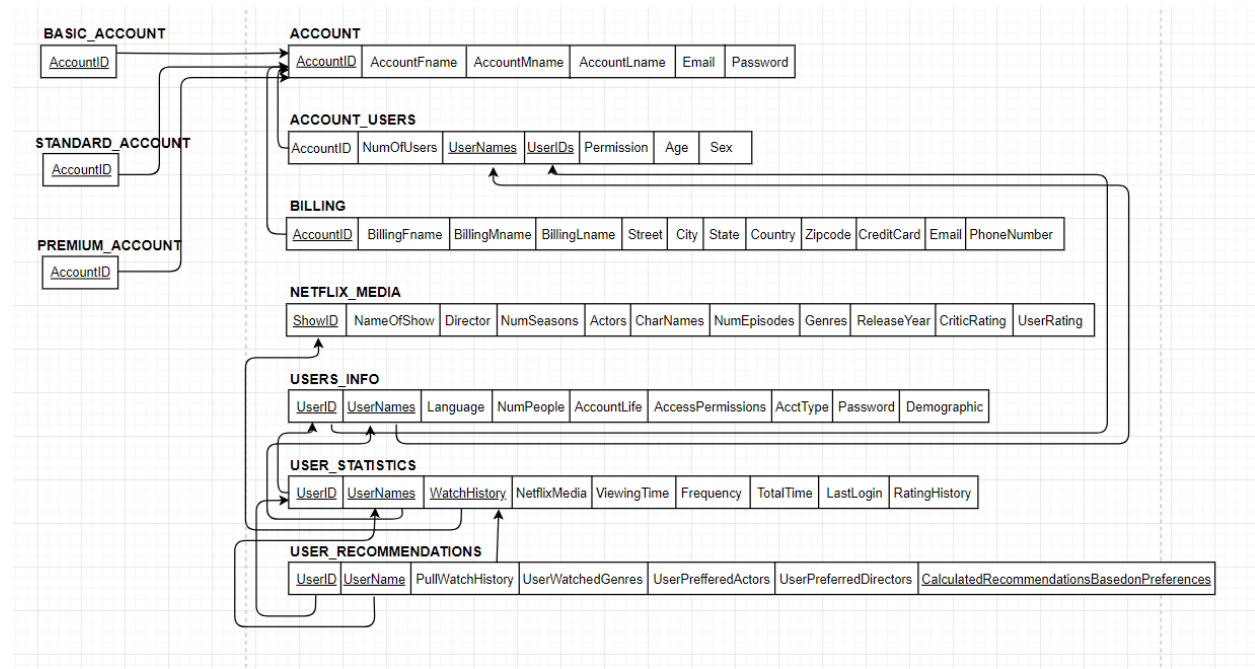 BASIC_ACCOUNT
AccountID
STANDARD_ACCOUNT
AccountID
PREMIUM_ACCOUNT
AccountID
ACCOUNT
AccountID AccountFname AccountMname AccountLname Email Password
ACCOUNT_USERS
AccountID NumOfUsers UserNames UserIDs Permission Age Sex
BILLING
AccountID BillingFname BillingMname BillingLname Street City State Country Zipcode CreditCard Email PhoneNumber
NETFLIX_MEDIA
ShowID NameOfShow Director NumSeasons Actors CharNames NumEpisodes Genres ReleaseYear CriticRating UserRating
USERS_INFO
UserID UserNames Language NumPeople AccountLife AccessPermissions AcctType Password Demographic
USER_STATISTICS
UserID UserNames WatchHistory NetflixMedia ViewingTime Frequency TotalTime LastLogin RatingHistory
USER_RECOMMENDATIONS
UserID UserName PullWatchHistory UserWatchedGenres UserPrefferedActors UserPreferredDirectors CalculatedRecommendationsBasedonPreferences